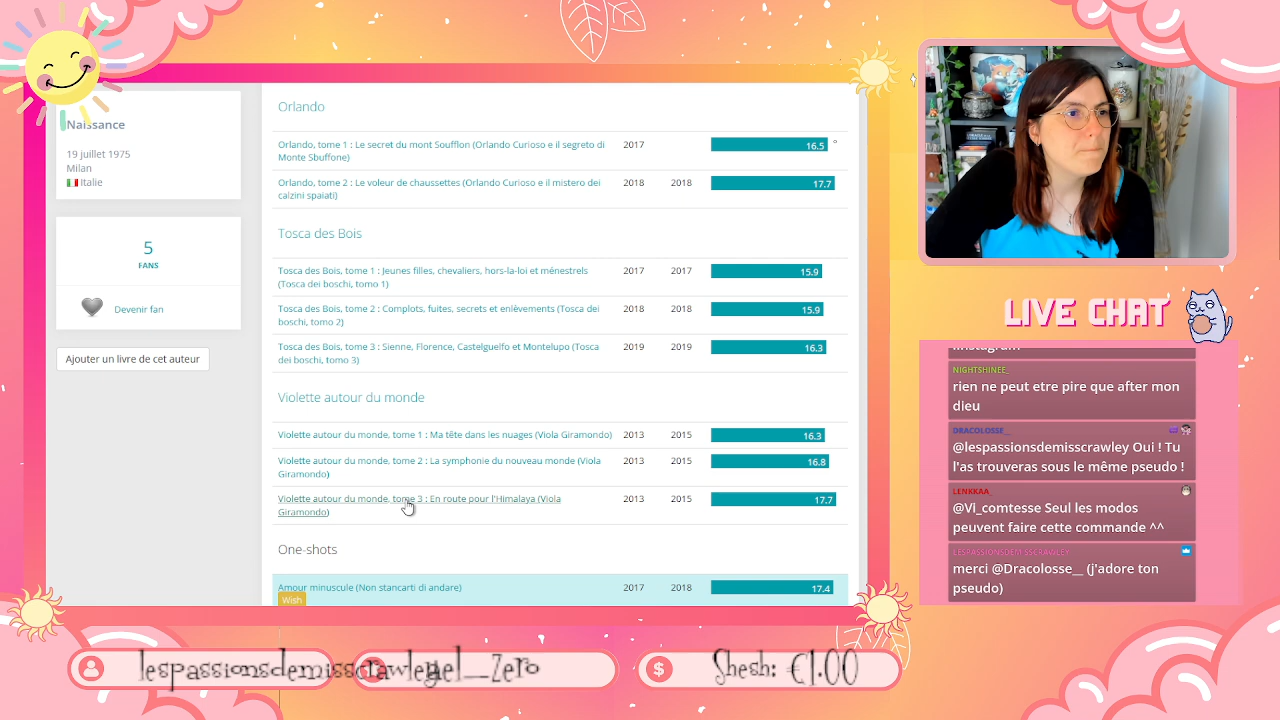 Naissance
19 juillet 1975
Milan
Italie
5
FANS
Devenir fan
Ajouter un livre de cet auteur
Orlando
Orlando, tome 1 : Le secret du mont Soufflon (Orlando Curioso e il segreto di
Monte Sbuffone)
2017
16.5
Orlando, tome 2 : Le voleur de chaussettes (Orlando Curioso e il mistero dei
calzini spaiati)
2018 2018
17.7
Tosca des Bois
Tosca des Bois, tome 1 : Jeunes filles, chevaliers, hors-la-loi et ménestrels
(Tosca dei boschi, tomo 1)
2017 2017
15.9
Tosca des Bois, tome 2 : Complots, fuites, secrets et enlèvements (Tosca dei
boschi, tomo 2)
2018 2018
15.9
Tosca des Bois, tome 3 : Sienne, Florence, Castelguelfo et Montelupo (Tosca
dei boschi, tomo 3)
2019 2019
16.3
Violette autour du monde
Violette autour du monde, tome 1 : Ma tête dans les nuages (Viola Giramondo)
2013 2015
16.3
Violette autour du monde, tome 2 : La symphonie du nouveau monde (Viola
Giramondo)
2013 2015
16.8
Violette autour du monde, tome 3 : En route pour l'Himalaya (Viola
Giramondo)
2013 2015
17.7
One-shots
Amour minuscule (Non stancarti di andare)
2017 2018
17.4
Wish
LIVE CHAT
NIGHTSHINEE_
rien ne peut etre pire que after mon
dieu
DRACOLOSSE__
@lespassionsdemisscrawley Oui ! Tu
l'as trouveras sous le même pseudo !
LENKKAA_
@Vi_comtesse Seul les modos
peuvent faire cette commande ^^
LESPASSIONSDEMISSCRAWLEY
merci @Dracolosse__ (j'adore ton
pseudo)
lespassionsdemisscrawley
Shesh: €1.00